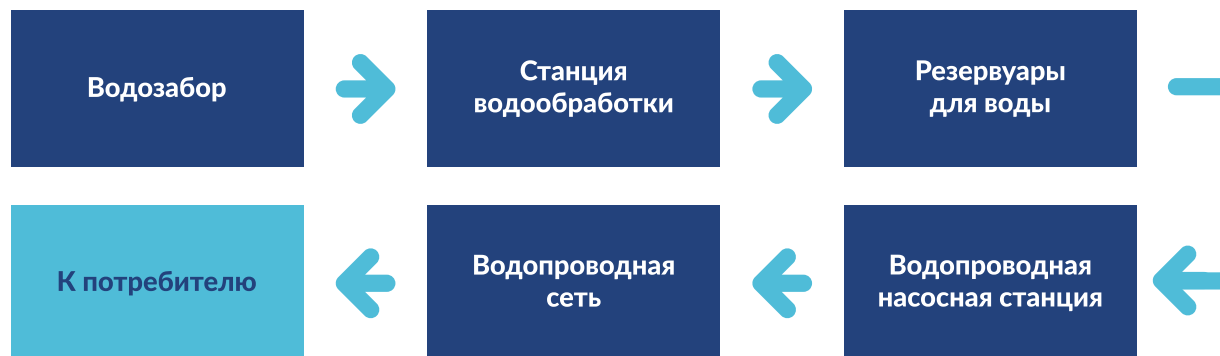 Водозабор
Станция
водообработки
Резервуары
для воды
К потребителю
Водопроводная
сеть
Водопроводная
насосная станция